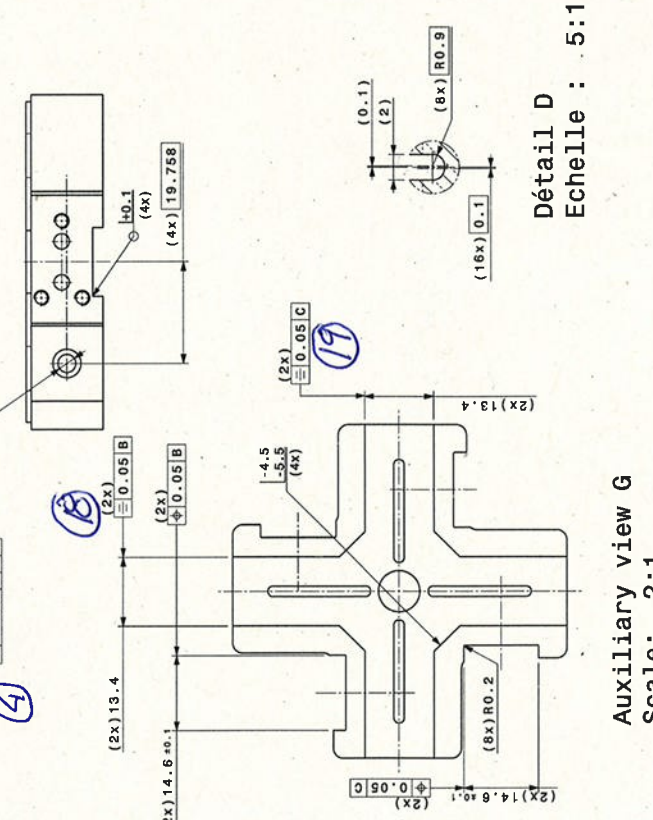 +0.1
(4x)
(4x) 19.758
(0.1)
(2)
(8x) R0.9
(16x) 0.1
Détail D
Echelle : 5:1
(2x)
⌯ 0.05 C
19
(2x) 13.4
18
(2x)
⌯ 0.05 B
(2x)
⌖ 0.05 B
-4.5
-5.5
(4x)
4
(2x) 13.4
2x) 14.6 ±0.1
(8x) R0.2
(2x)
⌖ 0.05 C
(2x) 14.6 ±0.1
Auxiliary view G
Scale: 2:1